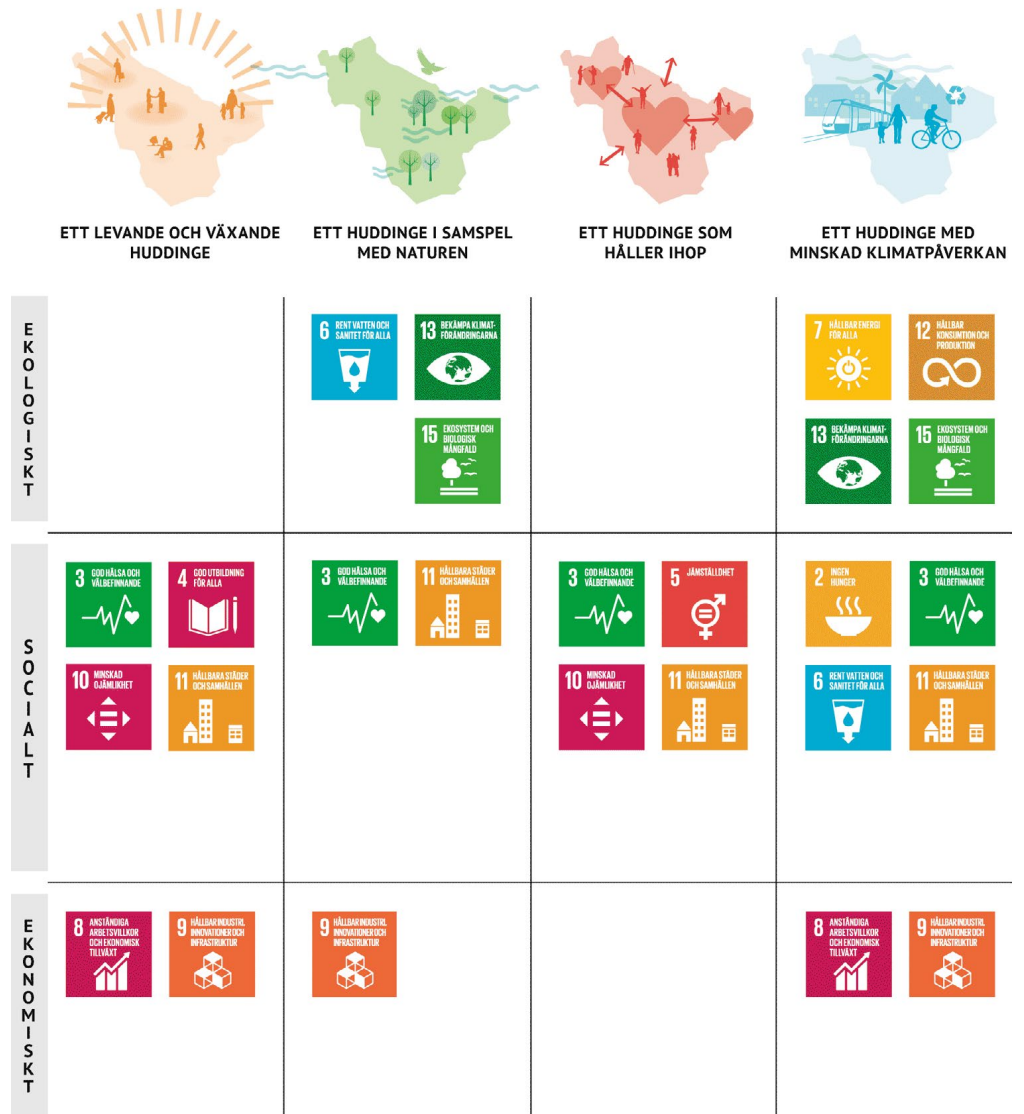 ETT LEVANDE OCH VÄXANDE
HUDDINGE
ETT HUDDINGE I SAMSPEL
MED NATUREN
ETT HUDDINGE SOM
HÅLLER IHOP
ETT HUDDINGE MED
MINSKAD KLIMATPÅVERKAN
EKOLOGISKT
6 RENT VATTEN OCH
SANITET FÖR ALLA
13 BEKÄMPA KLIMAT-
FÖRÄNDRINGARNA
15 EKOSYSTEM OCH
BIOLOGISK
MÅNGFALD
7 HÅLLBAR ENERGI
FÖR ALLA
12 HÅLLBAR
KONSUMTION OCH
PRODUKTION
13 BEKÄMPA KLIMAT-
FÖRÄNDRINGARNA
15 EKOSYSTEM OCH
BIOLOGISK
MÅNGFALD
SOCIALT
3 GOD HÄLSA OCH
VÄLBEFINNANDE
4 GOD UTBILDNING
FÖR ALLA
10 MINSKAD
OJÄMLIKHET
11 HÅLLBARA STÄDER
OCH SAMHÄLLEN
3 GOD HÄLSA OCH
VÄLBEFINNANDE
11 HÅLLBARA STÄDER
OCH SAMHÄLLEN
3 GOD HÄLSA OCH
VÄLBEFINNANDE
5 JÄMSTÄLLDHET
10 MINSKAD
OJÄMLIKHET
11 HÅLLBARA STÄDER
OCH SAMHÄLLEN
2 INGEN
HUNGER
3 GOD HÄLSA OCH
VÄLBEFINNANDE
6 RENT VATTEN OCH
SANITET FÖR ALLA
11 HÅLLBARA STÄDER
OCH SAMHÄLLEN
EKONOMISKT
8 ANSTÄNDIGA
ARBETSVILLKOR
OCH EKONOMISK
TILLVÄXT
9 HÅLLBAR INDUSTRI,
INNOVATIONER OCH
INFRASTRUKTUR
9 HÅLLBAR INDUSTRI,
INNOVATIONER OCH
INFRASTRUKTUR
8 ANSTÄNDIGA
ARBETSVILLKOR
OCH EKONOMISK
TILLVÄXT
9 HÅLLBAR INDUSTRI,
INNOVATIONER OCH
INFRASTRUKTUR